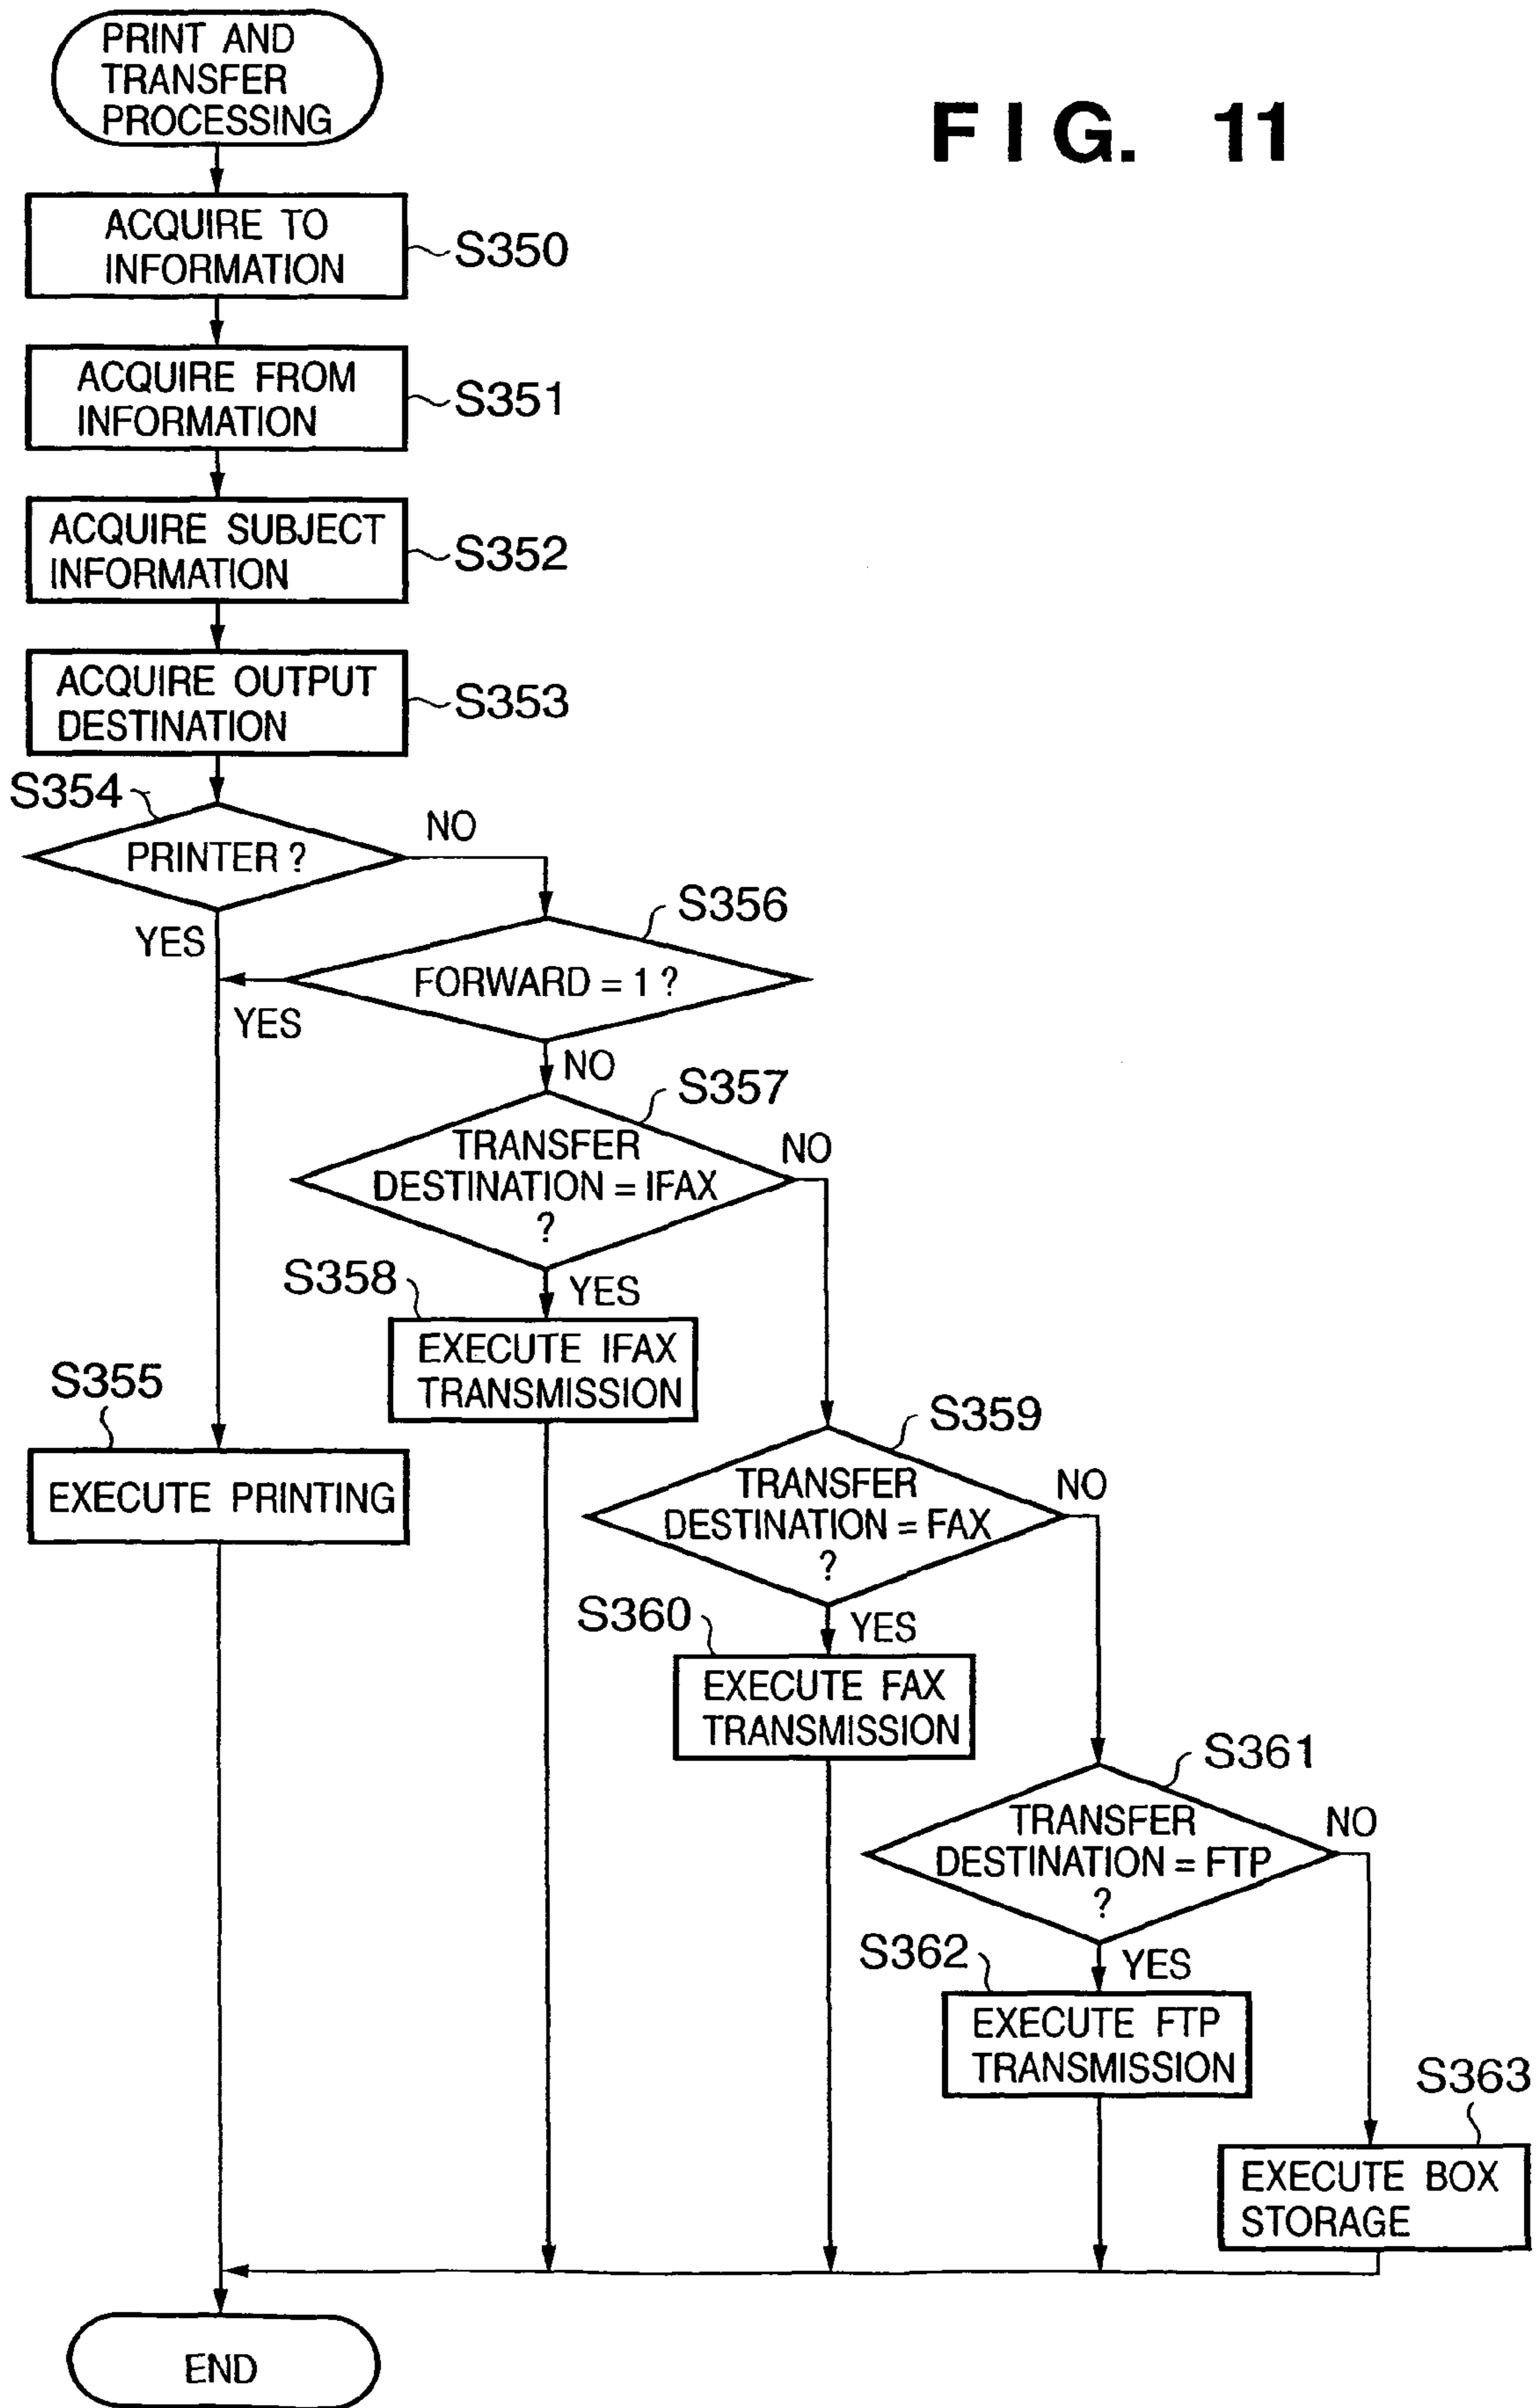 PRINT AND
TRANSFER
PROCESSING
FIG. 11
ACQUIRE TO
INFORMATION
S350
ACQUIRE FROM
INFORMATION
S351
ACQUIRE SUBJECT
INFORMATION
S352
ACQUIRE OUTPUT
DESTINATION
S353
S354
PRINTER ?
NO
YES
S356
FORWARD = 1 ?
YES
NO
S357
TRANSFER
DESTINATION = IFAX
?
NO
S358
YES
EXECUTE IFAX
TRANSMISSION
S355
EXECUTE PRINTING
S359
TRANSFER
DESTINATION = FAX
?
NO
S360
YES
EXECUTE FAX
TRANSMISSION
S361
TRANSFER
DESTINATION = FTP
?
NO
S362
YES
EXECUTE FTP
TRANSMISSION
S363
EXECUTE BOX
STORAGE
END